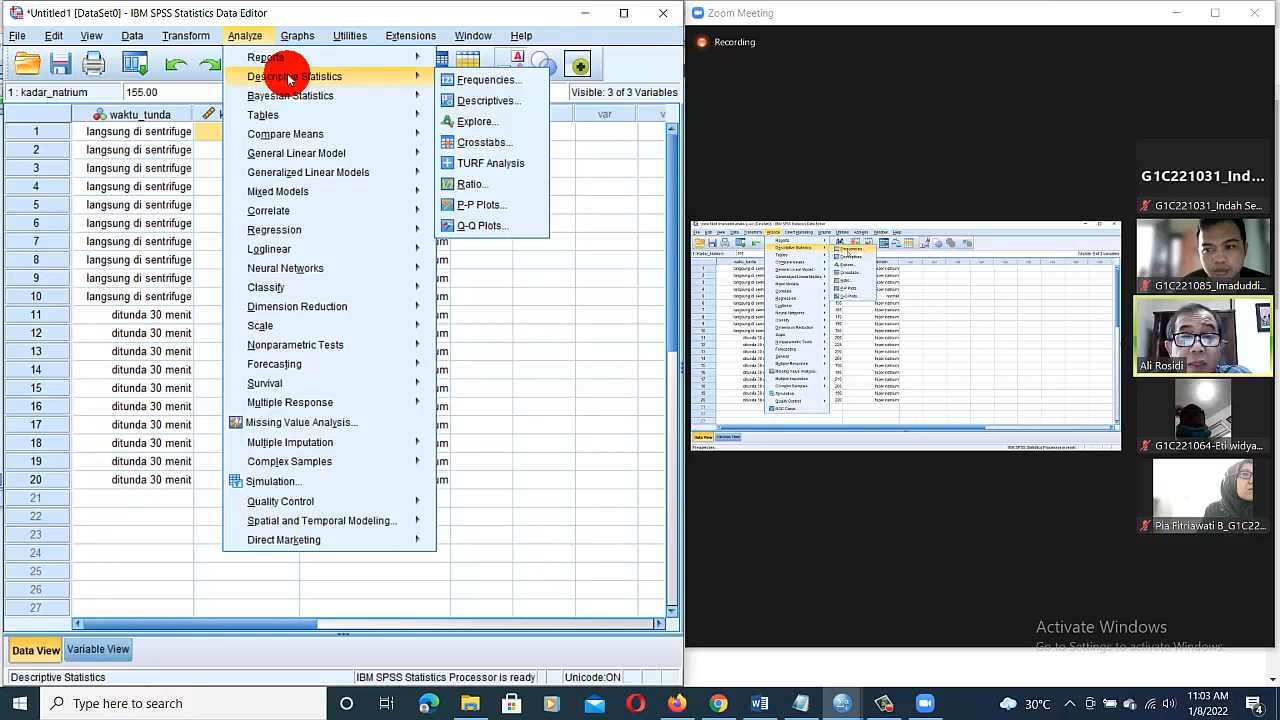 *Untitled1 [DataSet0] - IBM SPSS Statistics Data Editor
File Edit View Data Transform Analyze Graphs Utilities Extensions Window Help
1 : kadar_natrium 155.00
Visible: 3 of 3 Variables
waktu_tunda
var
1 langsung di sentrifuge
2 langsung di sentrifuge
3 langsung di sentrifuge
4 langsung di sentrifuge
5 langsung di sentrifuge
6 langsung di sentrifuge
7 langsung di sentrifuge
8 langsung di sentrifuge
9 langsung di sentrifuge
10 langsung di sentrifuge
11 ditunda 30 menit
12 ditunda 30 menit
13 ditunda 30 menit
14 ditunda 30 menit
15 ditunda 30 menit
16 ditunda 30 menit
17 ditunda 30 menit
18 ditunda 30 menit
19 ditunda 30 menit
20 ditunda 30 menit
21
22
23
24
25
26
27
Reports
Descriptive Statistics
Bayesian Statistics
Tables
Compare Means
General Linear Model
Generalized Linear Models
Mixed Models
Correlate
Regression
Loglinear
Neural Networks
Classify
Dimension Reduction
Scale
Nonparametric Tests
Forecasting
Survival
Multiple Response
Missing Value Analysis...
Multiple Imputation
Complex Samples
Simulation...
Quality Control
Spatial and Temporal Modeling...
Direct Marketing
Frequencies...
Descriptives...
Explore...
Crosstabs...
TURF Analysis
Ratio...
P-P Plots...
Q-Q Plots...
Data View Variable View
Descriptive Statistics
IBM SPSS Statistics Processor is ready
Unicode:ON
Zoom Meeting
Recording
G1C221031_Ind...
G1C221031_Indah Se...
G1C221085_Imaduddi...
Ali Rosidi
G1C221064-Eti widya...
Pia Fitriawati B_G1C22...
Activate Windows
Go to Settings to activate Windows.
Type here to search
30°C
11:03 AM
1/8/2022
4